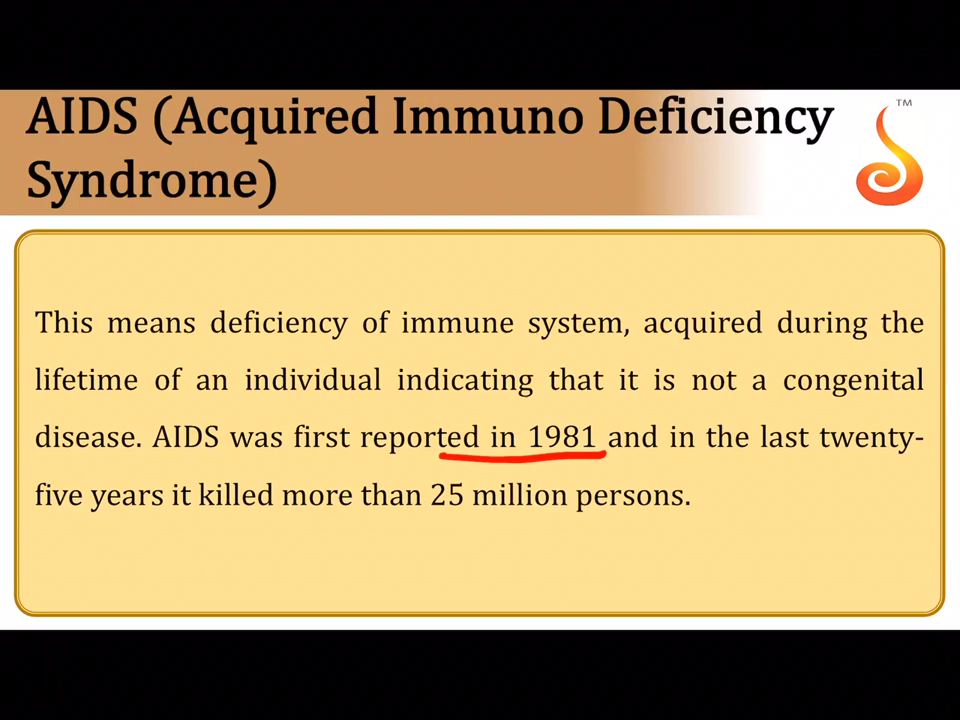 AIDS (Acquired Immuno Deficiency
Syndrome)
TM
This means deficiency of immune system, acquired during the
lifetime of an individual indicating that it is not a congenital
disease. AIDS was first reported in 1981 and in the last twenty-
five years it killed more than 25 million persons.